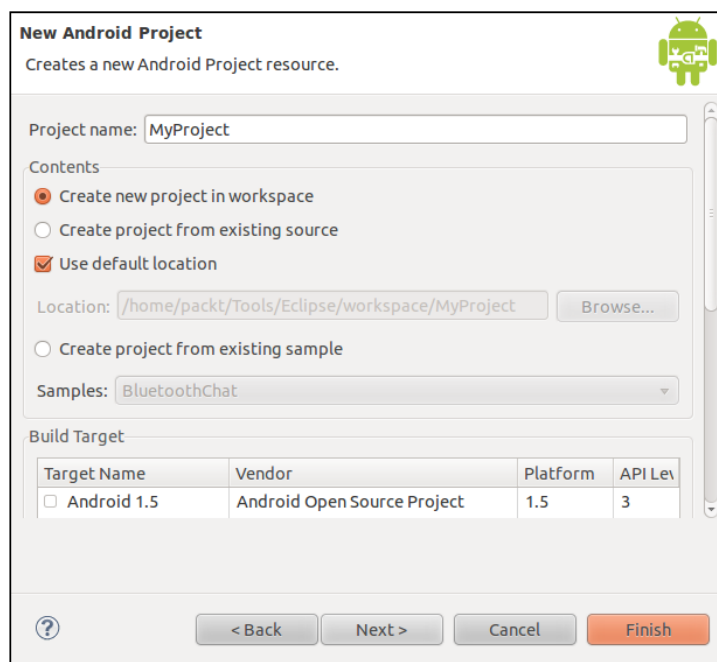 New Android Project
Creates a new Android Project resource.
Project name: MyProject
Contents
Create new project in workspace
Create project from existing source
Use default location
Location: /home/packt/Tools/Eclipse/workspace/MyProject Browse...
Create project from existing sample
Samples: BluetoothChat
Build Target
Target Name Vendor Platform API Lev
Android 1.5 Android Open Source Project 1.5 3
? < Back Next > Cancel Finish